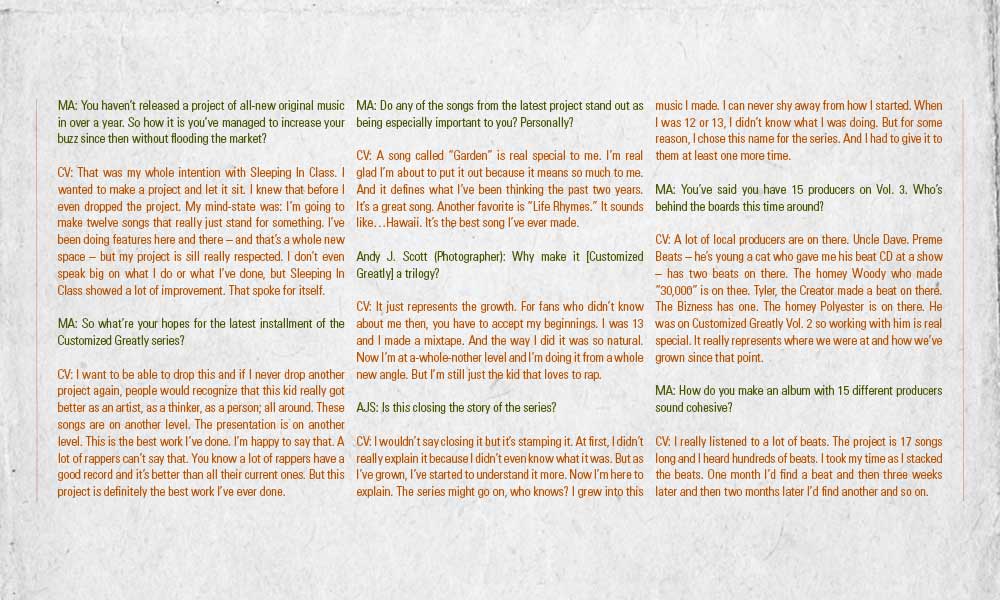 MA: You haven’t released a project of all-new original music
in over a year. So how it is you’ve managed to increase your
buzz since then without flooding the market?
CV: That was my whole intention with Sleeping In Class. I
wanted to make a project and let it sit. I knew that before I
even dropped the project. My mind-state was: I’m going to
make twelve songs that really just stand for something. I’ve
been doing features here and there – and that’s a whole new
space – but my project is sill really respected. I don’t even
speak big on what I do or what I’ve done, but Sleeping In
Class showed a lot of improvement. That spoke for itself.
MA: So what’re your hopes for the latest installment of the
Customized Greatly series?
CV: I want to be able to drop this and if I never drop another
project again, people would recognize that this kid really got
better as an artist, as a thinker, as a person; all around. These
songs are on another level. The presentation is on another
level. This is the best work I’ve done. I’m happy to say that. A
lot of rappers can’t say that. You know a lot of rappers have a
good record and it’s better than all their current ones. But this
project is definitely the best work I’ve ever done.
MA: Do any of the songs from the latest project stand out as
being especially important to you? Personally?
CV: A song called “Garden” is real special to me. I’m real
glad I’m about to put it out because it means so much to me.
And it defines what I’ve been thinking the past two years.
It’s a great song. Another favorite is “Life Rhymes.” It sounds
like…Hawaii. It’s the best song I’ve ever made.
Andy J. Scott (Photographer): Why make it [Customized
Greatly] a trilogy?
CV: It just represents the growth. For fans who didn’t know
about me then, you have to accept my beginnings. I was 13
and I made a mixtape. And the way I did it was so natural.
Now I’m at a-whole-nother level and I’m doing it from a whole
new angle. But I’m still just the kid that loves to rap.
AJS: Is this closing the story of the series?
CV: I wouldn’t say closing it but it’s stamping it. At first, I didn’t
really explain it because I didn’t even know what it was. But as
I’ve grown, I’ve started to understand it more. Now I’m here to
explain. The series might go on, who knows? I grew into this
music I made. I can never shy away from how I started. When
I was 12 or 13, I didn’t know what I was doing. But for some
reason, I chose this name for the series. And I had to give it to
them at least one more time.
MA: You’ve said you have 15 producers on Vol. 3. Who’s
behind the boards this time around?
CV: A lot of local producers are on there. Uncle Dave. Preme
Beats – he’s young a cat who gave me his beat CD at a show
– has two beats on there. The homey Woody who made
“30,000” is on thee. Tyler, the Creator made a beat on there.
The Bizness has one. The homey Polyester is on there. He
was on Customized Greatly Vol. 2 so working with him is real
special. It really represents where we were at and how we’ve
grown since that point.
MA: How do you make an album with 15 different producers
sound cohesive?
CV: I really listened to a lot of beats. The project is 17 songs
long and I heard hundreds of beats. I took my time as I stacked
the beats. One month I’d find a beat and then three weeks
later and then two months later I’d find another and so on.